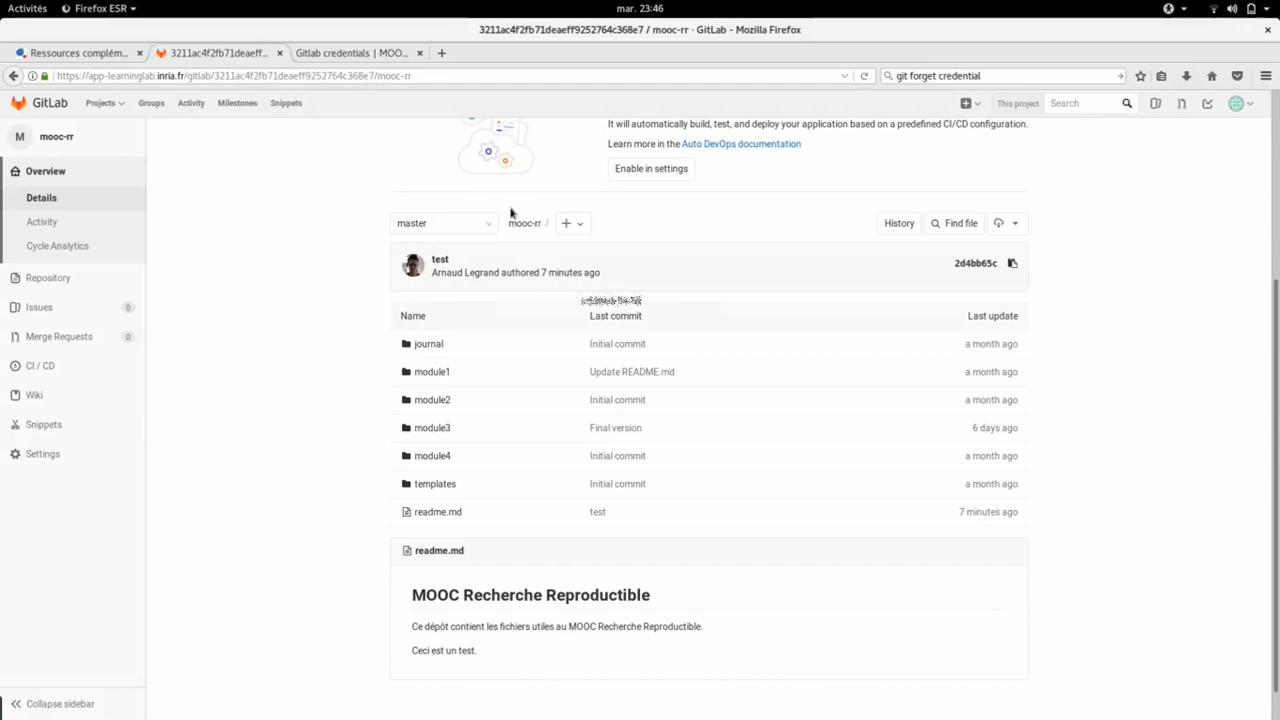 Activités Firefox ESR mar. 23:46
3211ac4f2fb71deaeff9252764c368e7 / mooc-rr · GitLab - Mozilla Firefox
Ressources complém... 3211ac4f2fb71deaeff... Gitlab credentials | MOO...
https://app-learninglab.inria.fr/gitlab/3211ac4f2fb71deaeff9252764c368e7/mooc-rr git forget credential
GitLab Projects Groups Activity Milestones Snippets This project Search
M mooc-rr
Overview
Details
Activity
Cycle Analytics
Repository
Issues 0
Merge Requests 0
CI / CD
Wiki
Snippets
Settings
Collapse sidebar
It will automatically build, test, and deploy your application based on a predefined CI/CD configuration.
Learn more in the Auto DevOps documentation
Enable in settings
master mooc-rr / + History Find file
test
Arnaud Legrand authored 7 minutes ago 2d4bb65c
Name Last commit Last update
journal Initial commit a month ago
module1 Update README.md a month ago
module2 Initial commit a month ago
module3 Final version 6 days ago
module4 Initial commit a month ago
templates Initial commit a month ago
readme.md test 7 minutes ago
readme.md
MOOC Recherche Reproductible
Ce dépôt contient les fichiers utiles au MOOC Recherche Reproductible.
Ceci est un test.